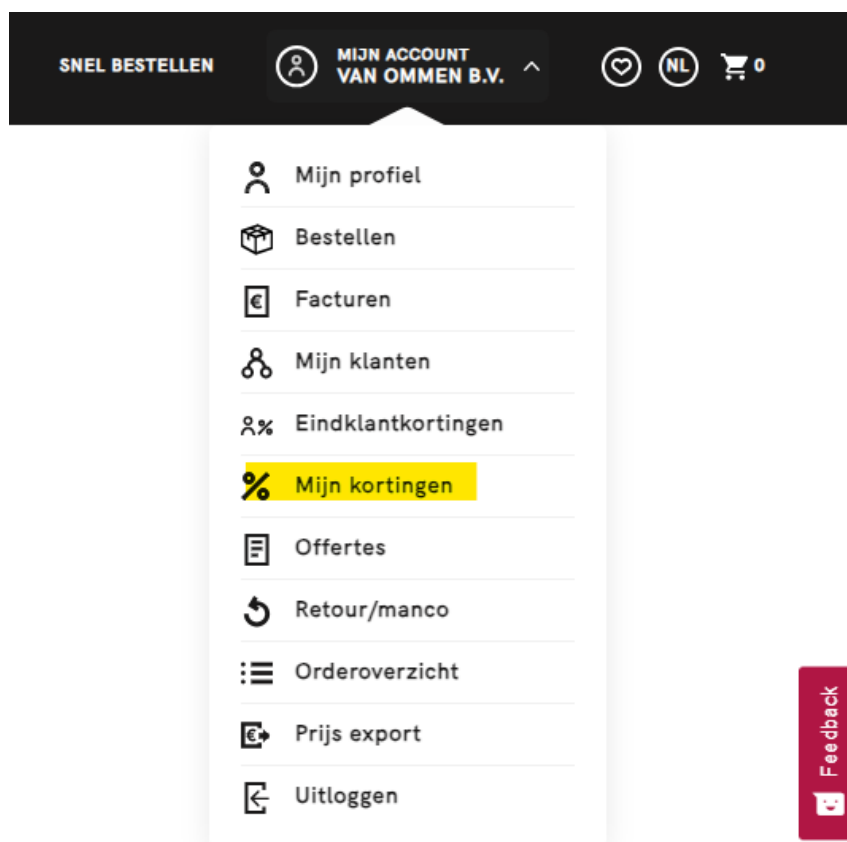 SNEL BESTELLEN
MIJN ACCOUNT
VAN OMMEN B.V.
NL
0
Mijn profiel
Bestellen
Facturen
Mijn klanten
Eindklantkortingen
Mijn kortingen
Offertes
Retour/manco
Orderoverzicht
Prijs export
Uitloggen
Feedback